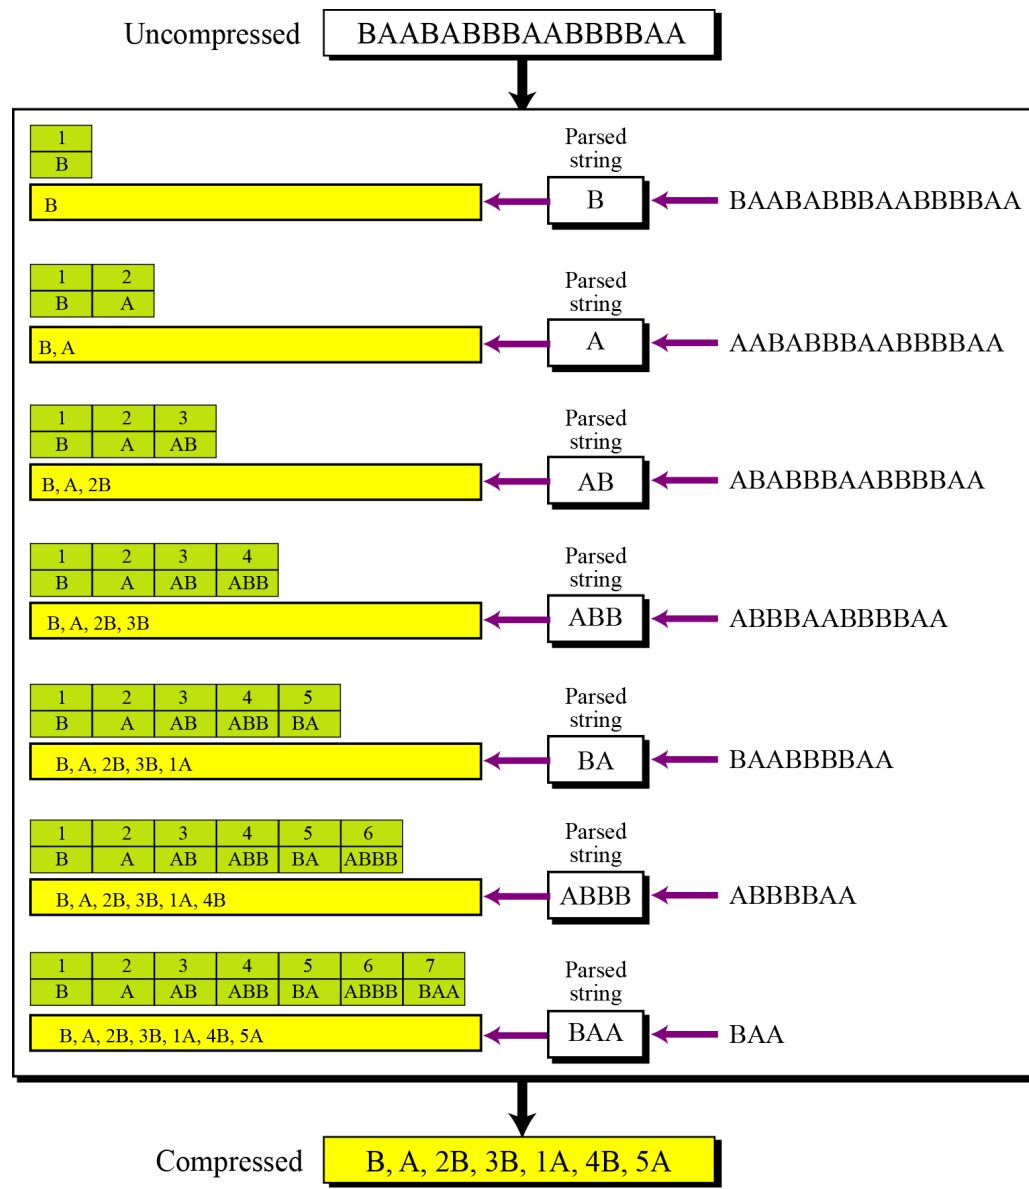 Uncompressed BAABABBBAABBBBAA
1
B
Parsed
string
B
B
BAABABBBAABBBBAA
1 2
B A
Parsed
string
B, A
A
AABABBBAABBBBAA
1 2 3
B A AB
Parsed
string
B, A, 2B
AB
ABABBBAABBBBAA
1 2 3 4
B A AB ABB
Parsed
string
B, A, 2B, 3B
ABB
ABBBAABBBBAA
1 2 3 4 5
B A AB ABB BA
Parsed
string
B, A, 2B, 3B, 1A
BA
BAABBBBAA
1 2 3 4 5 6
B A AB ABB BA ABBB
Parsed
string
B, A, 2B, 3B, 1A, 4B
ABBB
ABBBBAA
1 2 3 4 5 6 7
B A AB ABB BA ABBB BAA
Parsed
string
B, A, 2B, 3B, 1A, 4B, 5A
BAA
BAA
Compressed B, A, 2B, 3B, 1A, 4B, 5A